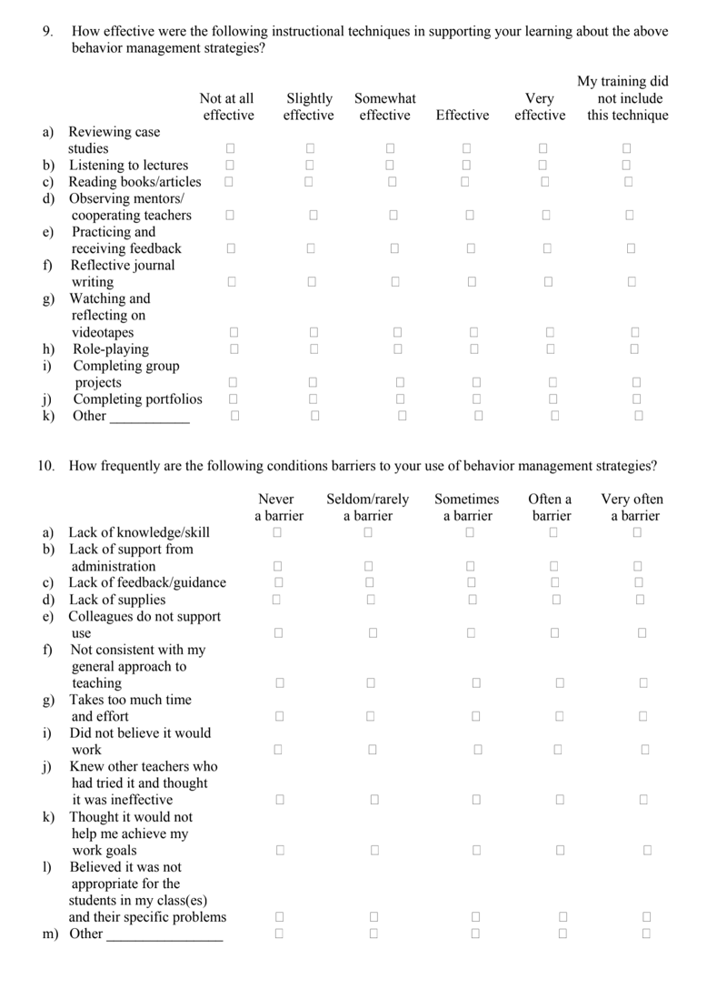 9. How effective were the following instructional techniques in supporting your learning about the above
behavior management strategies?
My training did
Not at all Slightly Somewhat Very not include
effective effective effective Effective effective this technique
a) Reviewing case
studies □ □ □ □ □ □
b) Listening to lectures □ □ □ □ □ □
c) Reading books/articles □ □ □ □ □ □
d) Observing mentors/
cooperating teachers □ □ □ □ □ □
e) Practicing and
receiving feedback □ □ □ □ □ □
f) Reflective journal
writing □ □ □ □ □ □
g) Watching and
reflecting on
videotapes □ □ □ □ □ □
h) Role-playing □ □ □ □ □ □
i) Completing group
projects □ □ □ □ □ □
j) Completing portfolios □ □ □ □ □ □
k) Other ___________ □ □ □ □ □ □
10. How frequently are the following conditions barriers to your use of behavior management strategies?
Never Seldom/rarely Sometimes Often a Very often
a barrier a barrier a barrier barrier a barrier
a) Lack of knowledge/skill □ □ □ □ □
b) Lack of support from
administration □ □ □ □ □
c) Lack of feedback/guidance □ □ □ □ □
d) Lack of supplies □ □ □ □ □
e) Colleagues do not support
use □ □ □ □ □
f) Not consistent with my
general approach to
teaching □ □ □ □ □
g) Takes too much time
and effort □ □ □ □ □
i) Did not believe it would
work □ □ □ □ □
j) Knew other teachers who
had tried it and thought
it was ineffective □ □ □ □ □
k) Thought it would not
help me achieve my
work goals □ □ □ □ □
l) Believed it was not
appropriate for the
students in my class(es)
and their specific problems □ □ □ □ □
m) Other ________________ □ □ □ □ □